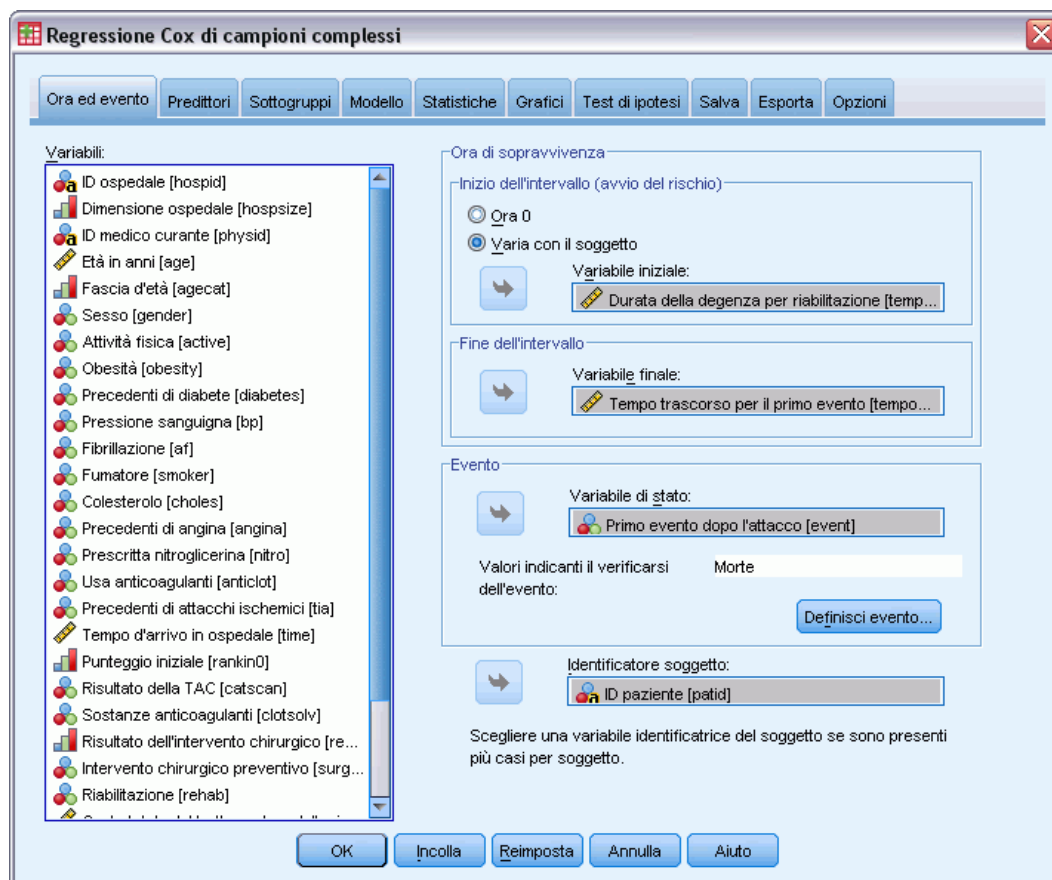 Regressione Cox di campioni complessi
Ora ed evento
Predittori
Sottogruppi
Modello
Statistiche
Grafici
Test di ipotesi
Salva
Esporta
Opzioni
Variabili:
ID ospedale [hospid]
Dimensione ospedale [hospsize]
ID medico curante [physid]
Età in anni [age]
Fascia d'età [agecat]
Sesso [gender]
Attività fisica [active]
Obesità [obesity]
Precedenti di diabete [diabetes]
Pressione sanguigna [bp]
Fibrillazione [af]
Fumatore [smoker]
Colesterolo [choles]
Precedenti di angina [angina]
Prescritta nitroglicerina [nitro]
Usa anticoagulanti [anticlot]
Precedenti di attacchi ischemici [tia]
Tempo d'arrivo in ospedale [time]
Punteggio iniziale [rankin0]
Risultato della TAC [catscan]
Sostanze anticoagulanti [clotsolv]
Risultato dell'intervento chirurgico [re...
Intervento chirurgico preventivo [surg...
Riabilitazione [rehab]
Ora di sopravvivenza
Inizio dell'intervallo (avvio del rischio)
Ora 0
Varia con il soggetto
Variabile iniziale:
Durata della degenza per riabilitazione [temp...
Fine dell'intervallo
Variabile finale:
Tempo trascorso per il primo evento [tempo...
Evento
Variabile di stato:
Primo evento dopo l'attacco [event]
Valori indicanti il verificarsi
dell'evento:
Morte
Definisci evento...
Identificatore soggetto:
ID paziente [patid]
Scegliere una variabile identificatrice del soggetto se sono presenti
più casi per soggetto.
OK
Incolla
Reimposta
Annulla
Aiuto